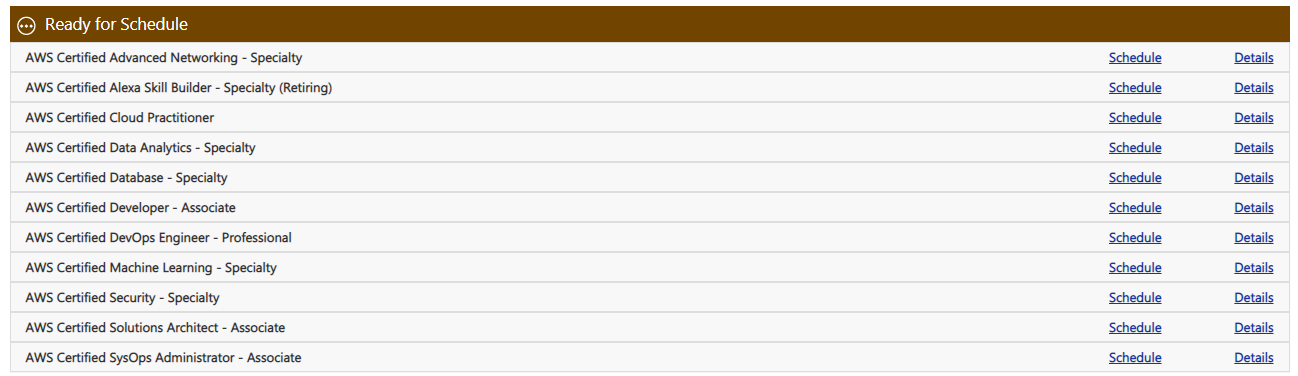 Ready for Schedule
AWS Certified Advanced Networking - Specialty Schedule Details
AWS Certified Alexa Skill Builder - Specialty (Retiring) Schedule Details
AWS Certified Cloud Practitioner Schedule Details
AWS Certified Data Analytics - Specialty Schedule Details
AWS Certified Database - Specialty Schedule Details
AWS Certified Developer - Associate Schedule Details
AWS Certified DevOps Engineer - Professional Schedule Details
AWS Certified Machine Learning - Specialty Schedule Details
AWS Certified Security - Specialty Schedule Details
AWS Certified Solutions Architect - Associate Schedule Details
AWS Certified SysOps Administrator - Associate Schedule Details